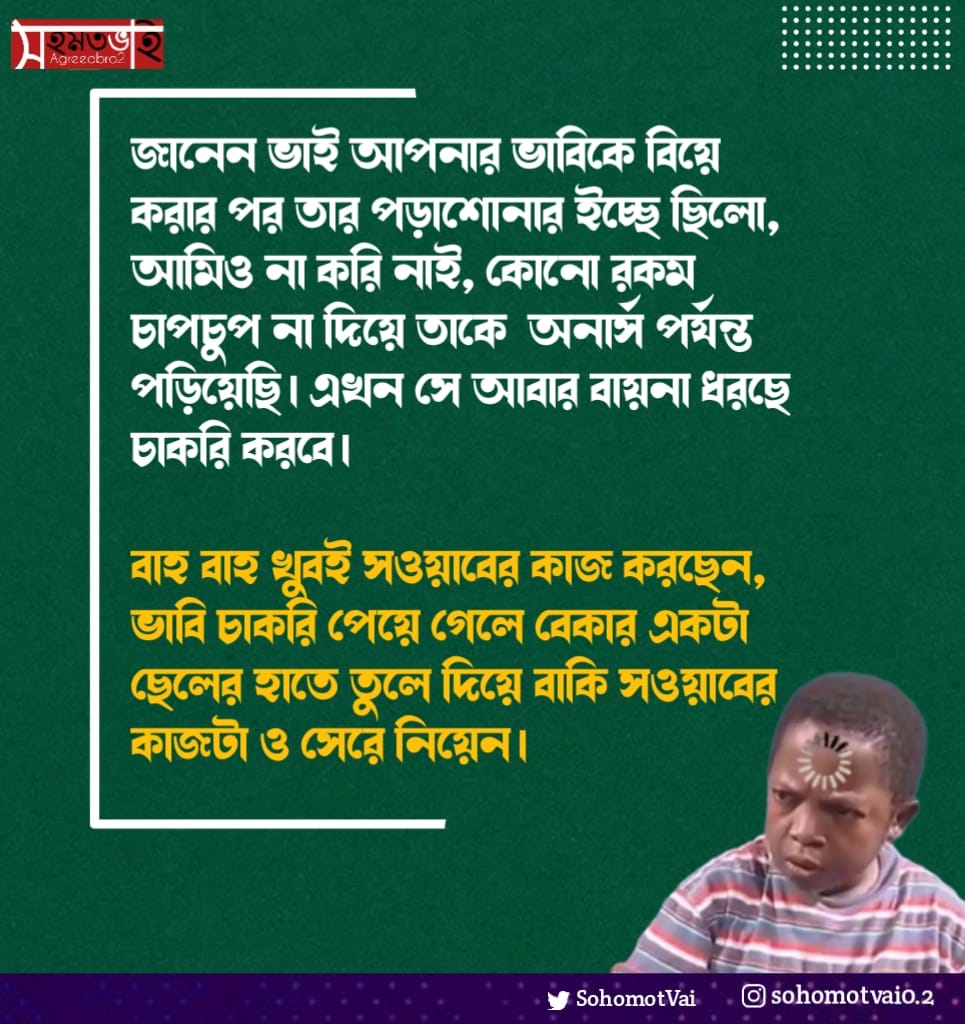 সহমতভাই
Agreeabro2
জানেন ভাই আপনার ভাবিকে বিয়ে
করার পর তার পড়াশোনার ইচ্ছে ছিলো,
আমিও না করি নাই, কোনো রকম
চাপচুপ না দিয়ে তাকে অনার্স পর্যন্ত
পড়িয়েছি। এখন সে আবার বায়না ধরছে
চাকরি করবে।
বাহ বাহ খুবই সওয়াবের কাজ করছেন,
ভাবি চাকরি পেয়ে গেলে বেকার একটা
ছেলের হাতে তুলে দিয়ে বাকি সওয়াবের
কাজটা ও সেরে নিয়েন।
SohomotVai
sohomotvai0.2